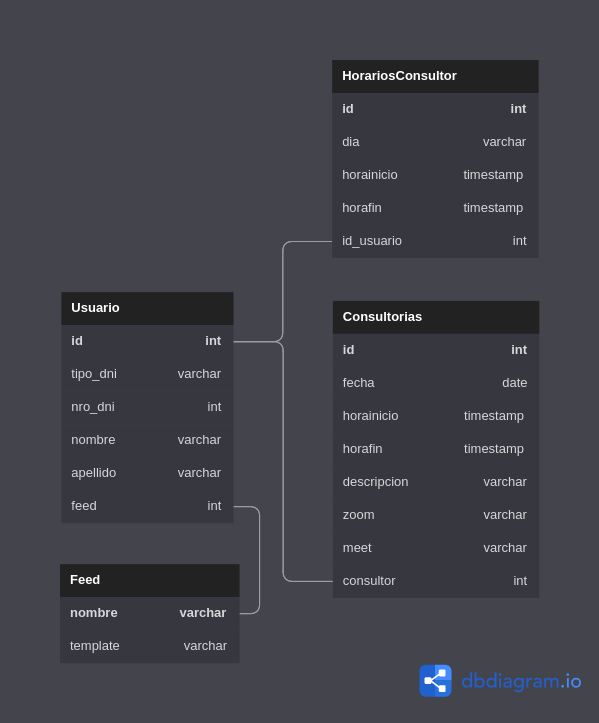 HorariosConsultor
id int
dia varchar
horainicio timestamp
horafin timestamp
id_usuario int
Usuario
id int
tipo_dni varchar
nro_dni int
nombre varchar
apellido varchar
feed int
Consultorias
id int
fecha date
horainicio timestamp
horafin timestamp
descripcion varchar
zoom varchar
meet varchar
consultor int
Feed
nombre varchar
template varchar
dbdiagram.io